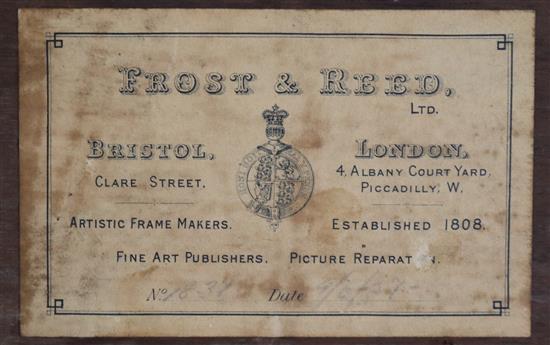 FROST & REED,
LTD.
BRISTOL, LONDON,
CLARE STREET. 4, ALBANY COURT YARD,
PICCADILLY, W.
ARTISTIC FRAME MAKERS. ESTABLISHED 1808.
FINE ART PUBLISHERS. PICTURE
No. Date